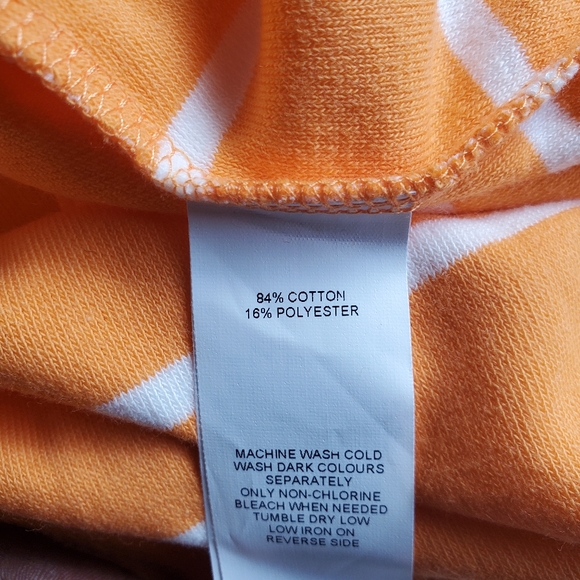 84% COTTON
16% POLYESTER
MACHINE WASH COLD
WASH DARK COLOURS
SEPARATELY
ONLY NON-CHLORINE
BLEACH WHEN NEEDED
TUMBLE DRY LOW
LOW IRON ON
REVERSE SIDE